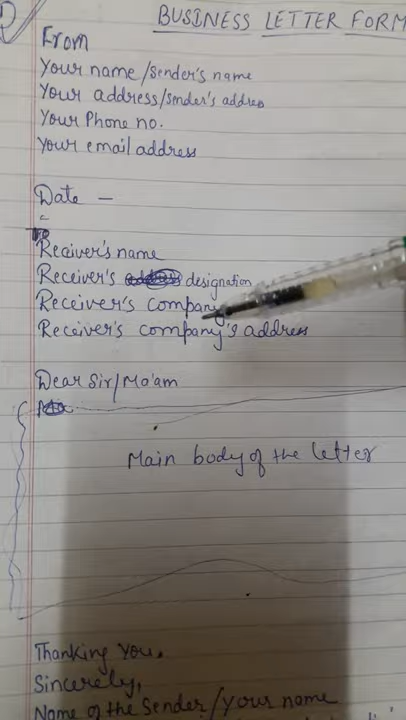 BUSINESS LETTER FORM
From
Your name/Sender's name
Your address/Sender's address
Your Phone no.
Your email address
Date —
To
Receiver's name
Receiver's designation
Receiver's company
Receiver's company's address
Dear Sir/Ma'am
Main body of the letter
Thanking You,
Sincerely,
Name of the Sender/your name